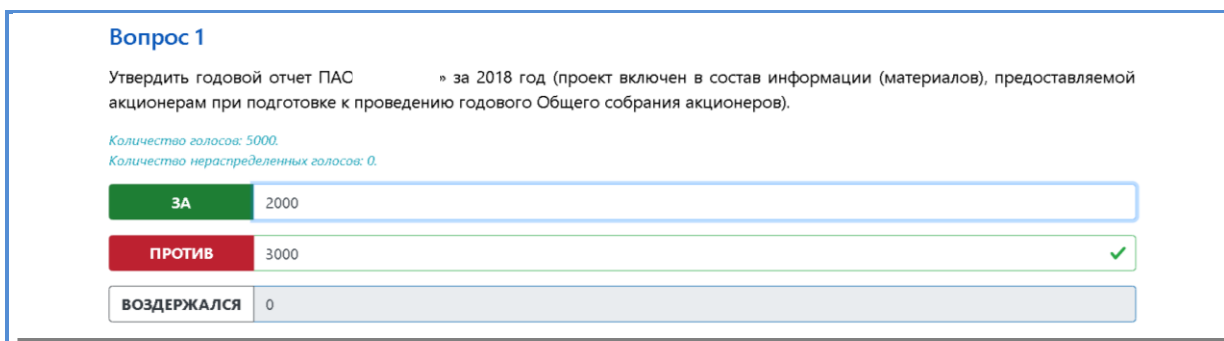 Вопрос 1
Утвердить годовой отчет ПАО » за 2018 год (проект включен в состав информации (материалов), предоставляемой
акционерам при подготовке к проведению годового Общего собрания акционеров).
Количество голосов: 5000.
Количество нераспределенных голосов: 0.
ЗА 2000
ПРОТИВ 3000
ВОЗДЕРЖАЛСЯ 0